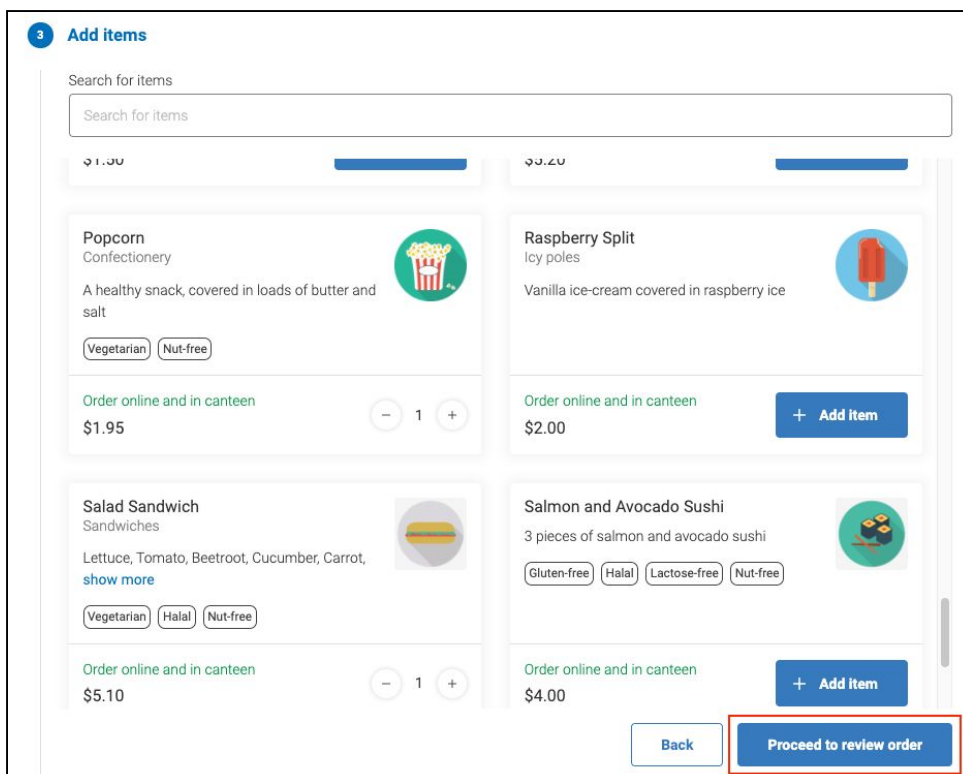 3 Add items
Search for items
Search for items
$1.50
$5.20
Popcorn
Confectionery
A healthy snack, covered in loads of butter and
salt
Vegetarian Nut-free
Order online and in canteen
$1.95
- 1 +
Raspberry Split
Icy poles
Vanilla ice-cream covered in raspberry ice
Order online and in canteen
$2.00
+ Add item
Salad Sandwich
Sandwiches
Lettuce, Tomato, Beetroot, Cucumber, Carrot,
show more
Vegetarian Halal Nut-free
Order online and in canteen
$5.10
- 1 +
Salmon and Avocado Sushi
3 pieces of salmon and avocado sushi
Gluten-free Halal Lactose-free Nut-free
Order online and in canteen
$4.00
+ Add item
Back
Proceed to review order